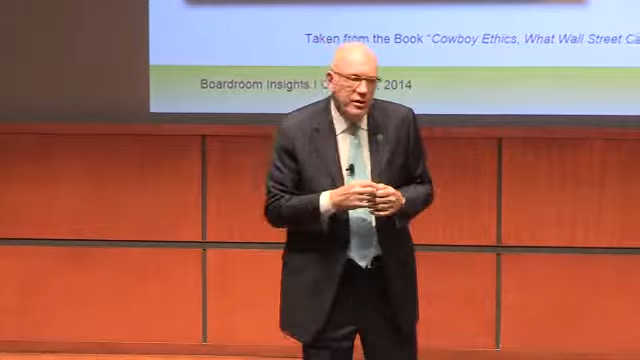 Taken from the Book "Cowboy Ethics, What Wall Street
Boardroom Insights 2014